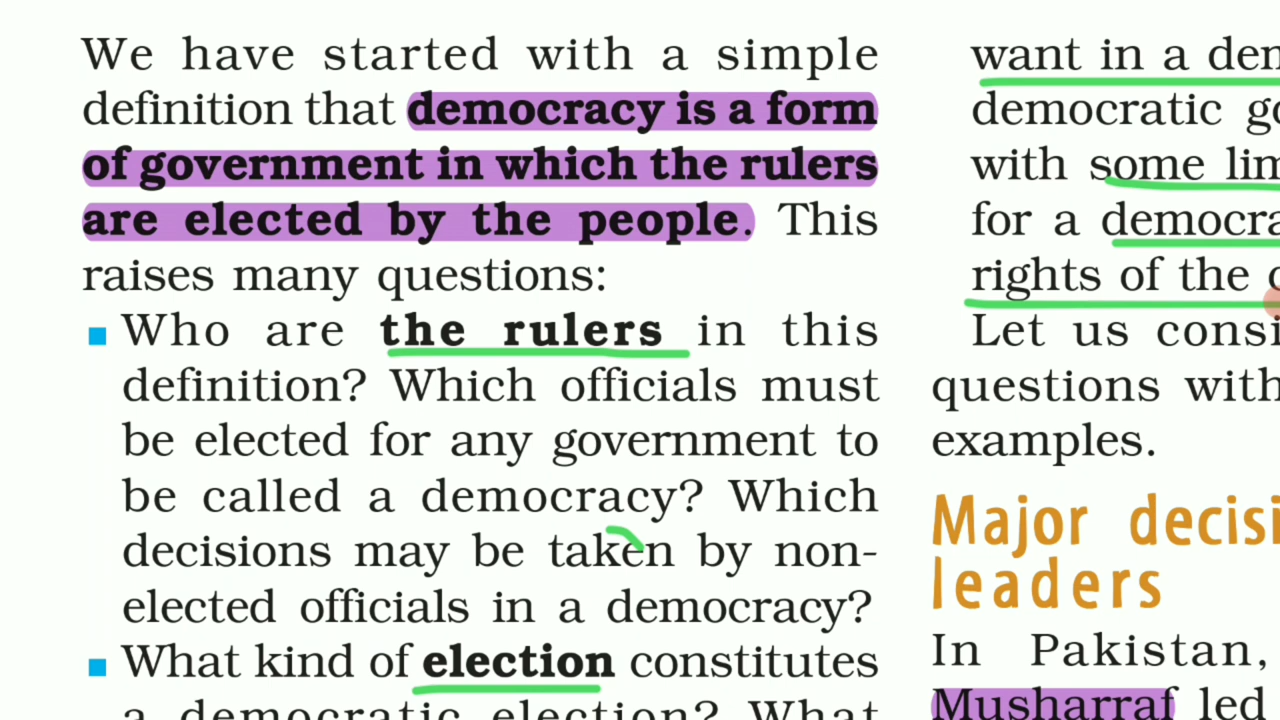 We have started with a simple
definition that democracy is a form
of government in which the rulers
are elected by the people. This
raises many questions:
Who are the rulers in this
definition? Which officials must
be elected for any government to
be called a democracy? Which
decisions may be taken by non-
elected officials in a democracy?
What kind of election constitutes
a democratic election? What
want in a
democratic
with some
for a
rights of the
Let us
questions with
examples.
Major
leaders
In Pakistan,
Musharraf led